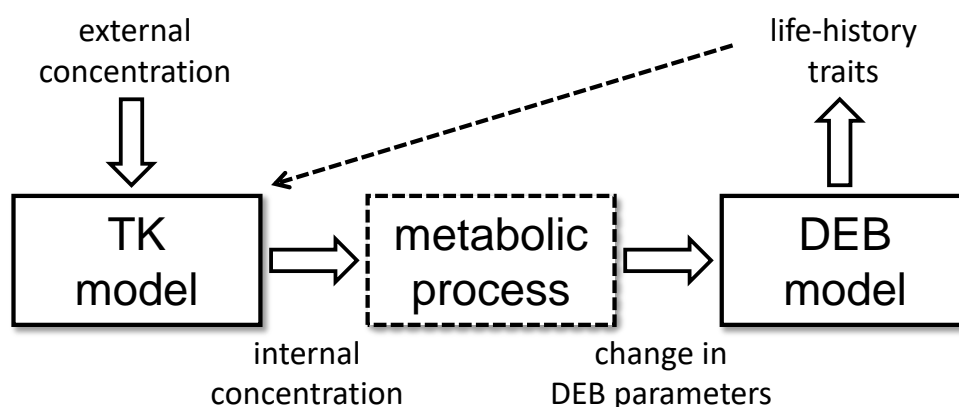 external
concentration
life-history
traits
TK
model
metabolic
process
DEB
model
internal
concentration
change in
DEB parameters